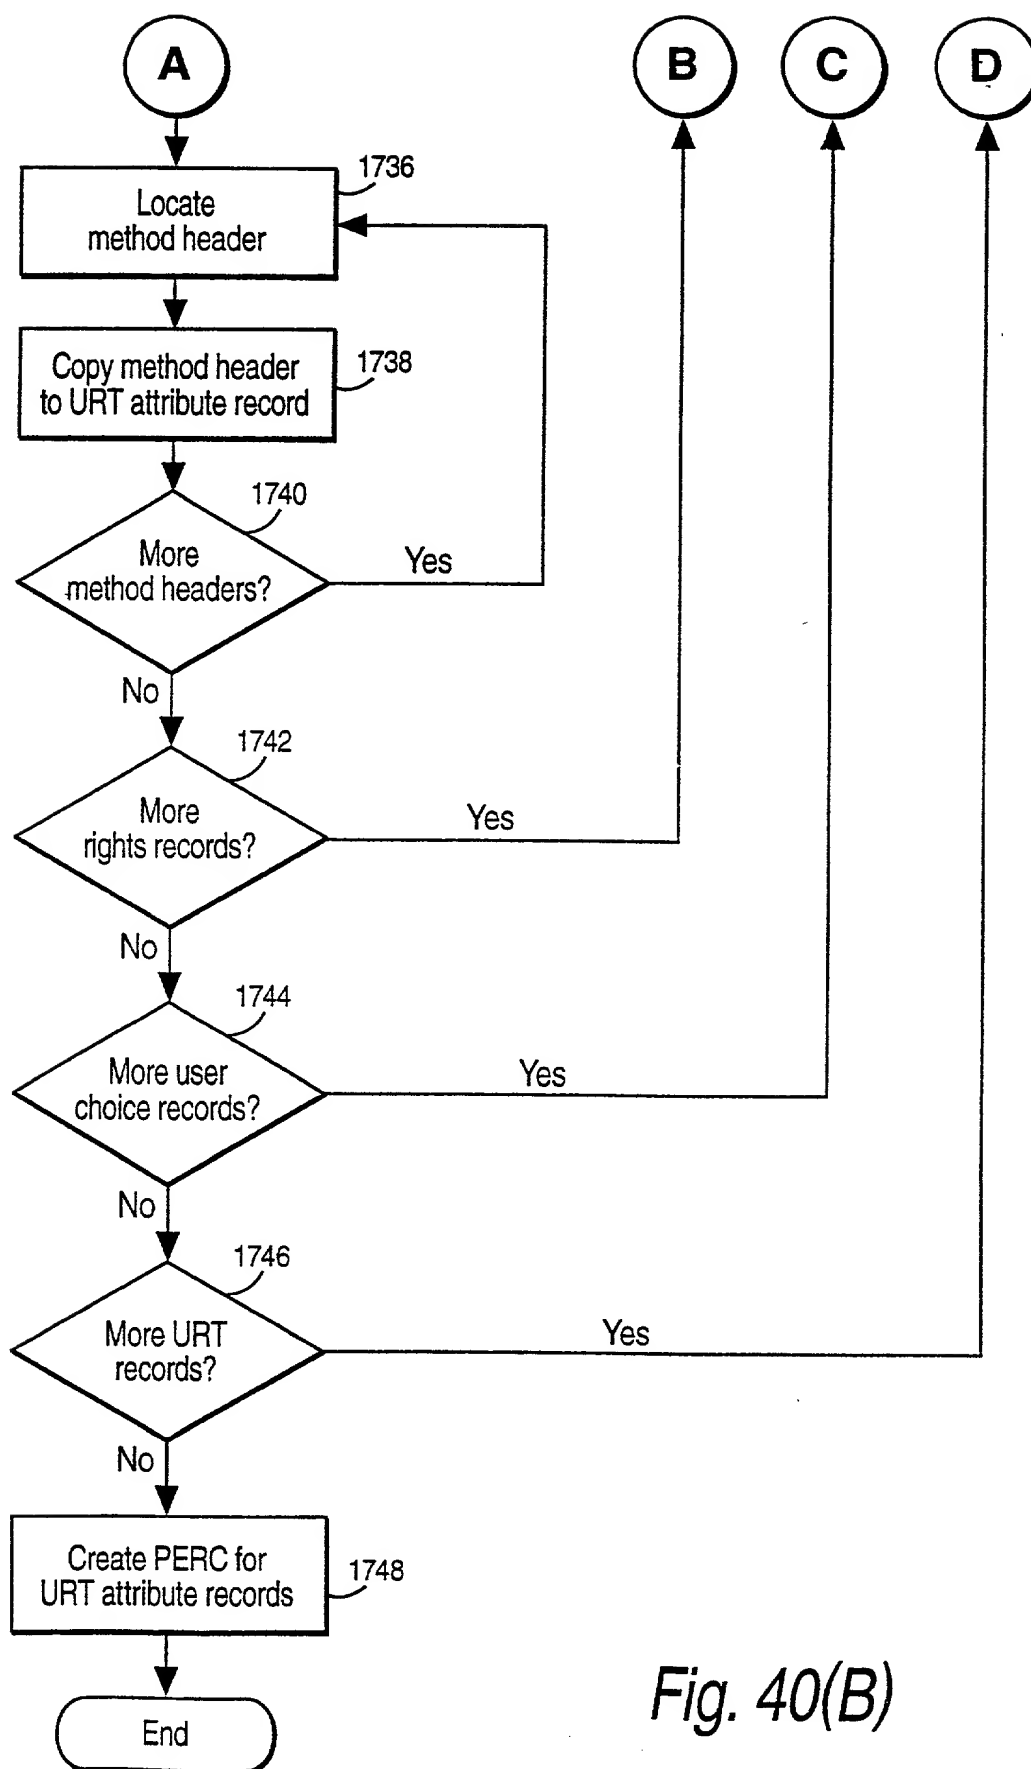 A
B
C
D
1736
Locate
method header
1738
Copy method header
to URT attribute record
1740
More
method headers?
Yes
No
1742
More
rights records?
Yes
No
1744
More user
choice records?
Yes
No
1746
More URT
records?
Yes
No
Create PERC for
URT attribute records
1748
End
Fig. 40(B)